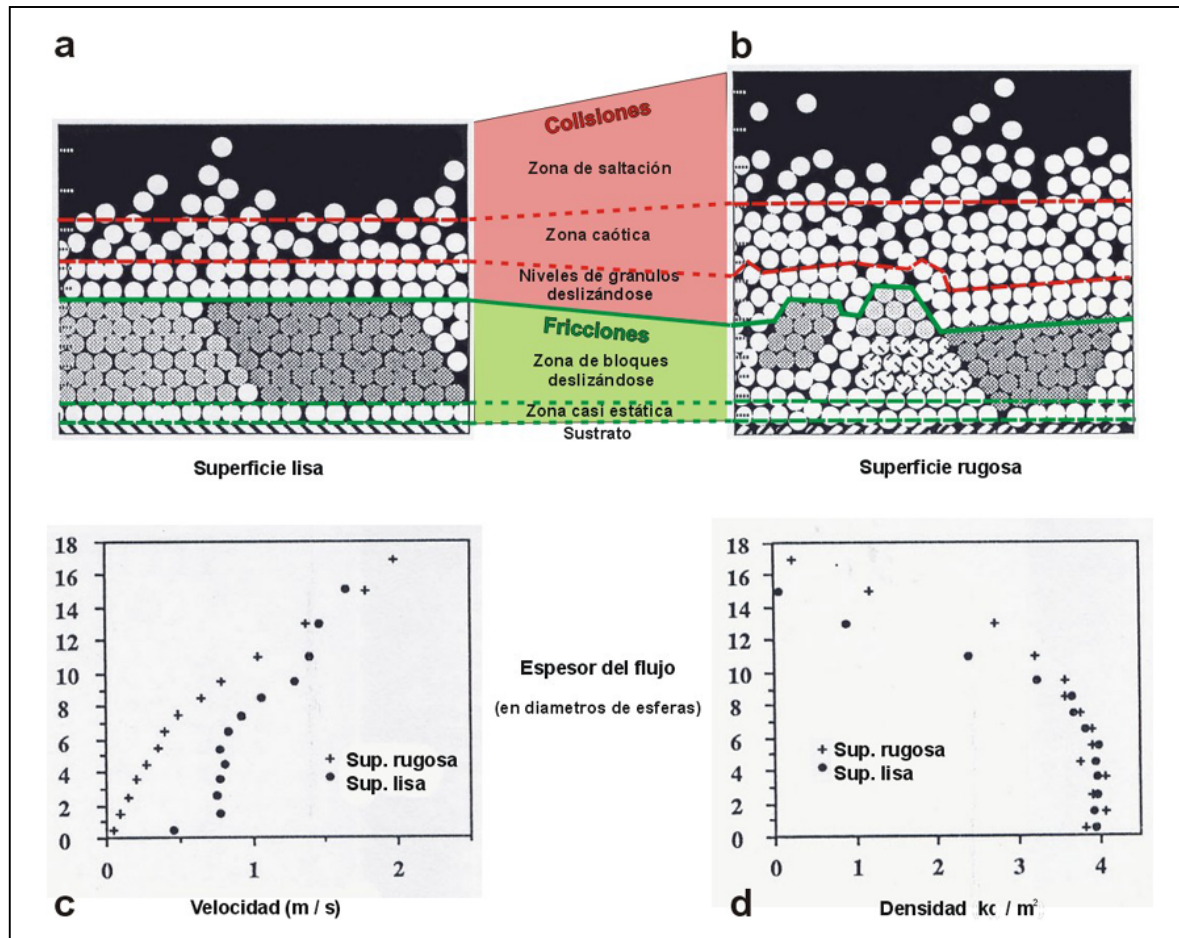 a
b
Colisiones
Zona de saltación
Zona caótica
Niveles de gránulos
deslizándose
Fricciones
Zona de bloques
deslizándose
Zona casi estática
Sustrato
Superficie lisa
Superficie rugosa
18
16
14
12
10
8
6
4
2
0
0
1
2
Sup. rugosa
Sup. lisa
c
Velocidad (m / s)
Espesor del flujo
(en diametros de esferas)
18
16
14
12
10
8
6
4
2
0
0
1
2
3
4
Sup. rugosa
Sup. lisa
d
Densidad / m²